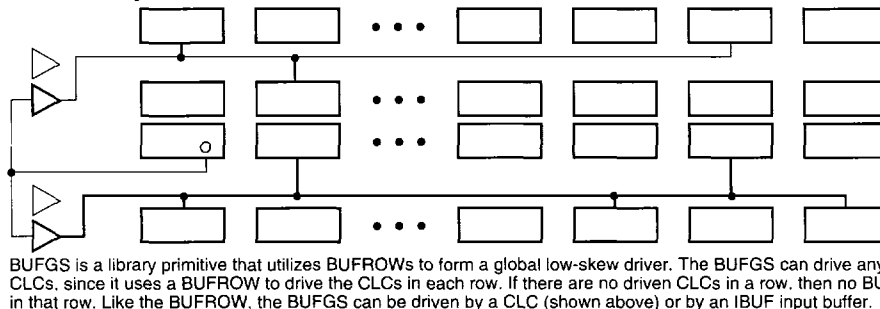 BUFGS is a library primitive that utilizes BUFROWs to form a global low-skew driver. The BUFGS can drive any
CLCs, since it uses a BUFROW to drive the CLCs in each row. If there are no driven CLCs in a row, then no BU
in that row. Like the BUFROW, the BUFGS can be driven by a CLC (shown above) or by an IBUF input buffer.